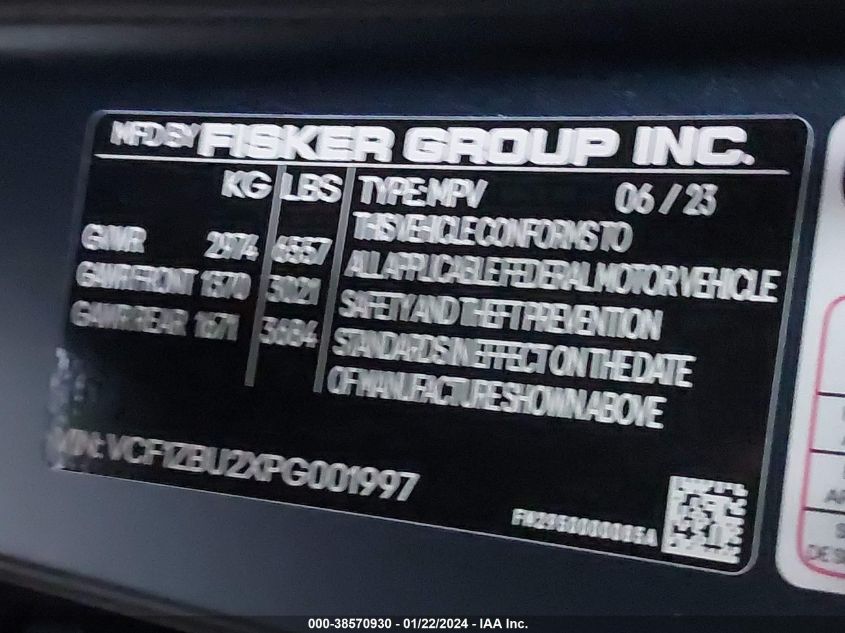 MFD BY FISKER GROUP INC.
KG LBS TYPE: MPV 06 / 23
GAWR 2974 6557
GAWR FRONT 1370 3021
GAWR REAR 1671 3684
THIS VEHICLE CONFORMS TO
ALL APPLICABLE FEDERAL MOTOR VEHICLE
SAFETY AND THEFT PREVENTION
STANDARDS IN EFFECT ON THE DATE
OF MANUFACTURE SHOWN ABOVE
VIN: VCF1ZBU2XPG001997
000-38570930 - 01/22/2024 - IAA Inc.